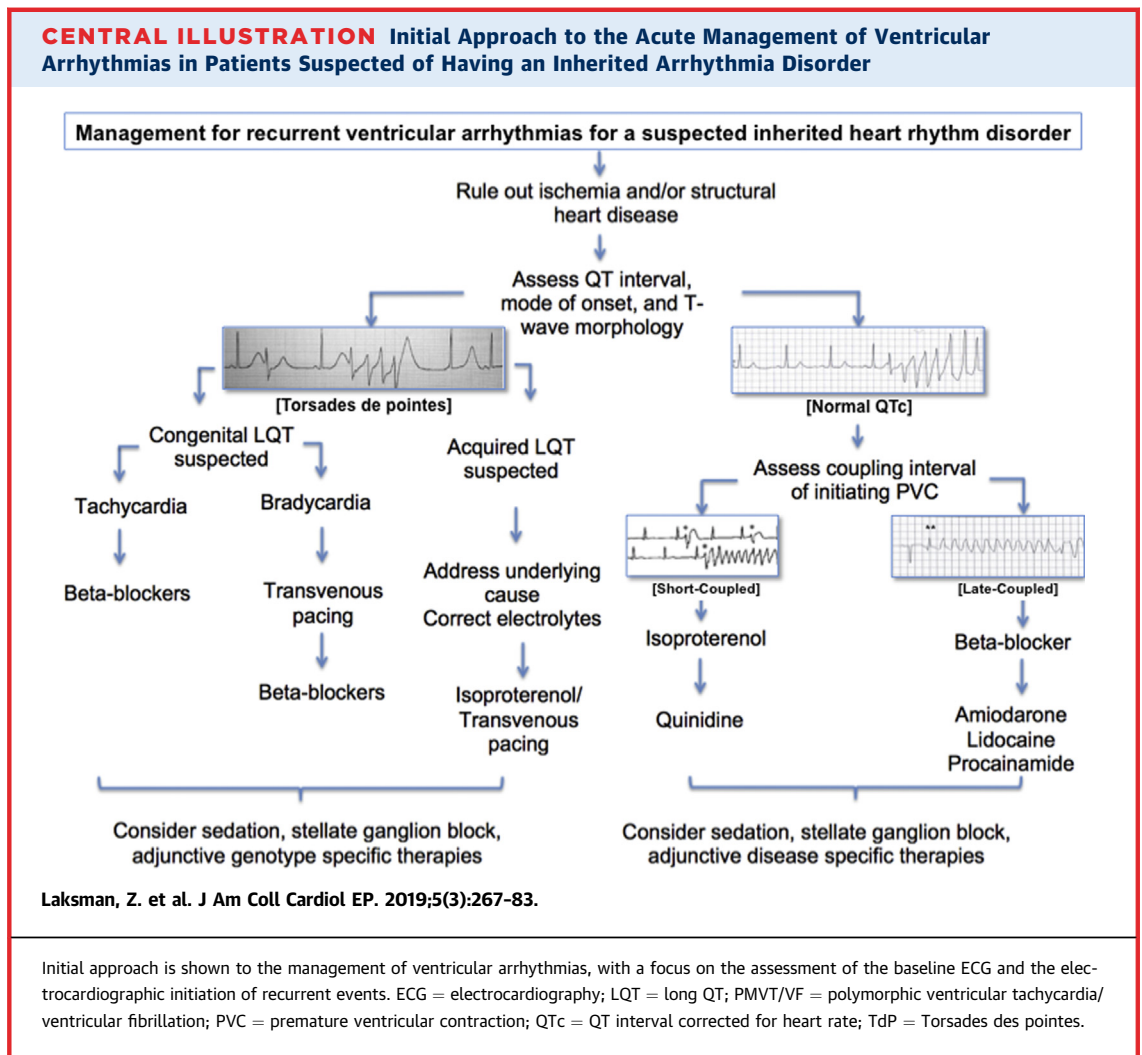 CENTRAL ILLUSTRATION Initial Approach to the Acute Management of Ventricular
Arrhythmias in Patients Suspected of Having an Inherited Arrhythmia Disorder
Management for recurrent ventricular arrhythmias for a suspected inherited heart rhythm disorder
Rule out ischemia and/or structural
heart disease
Assess QT interval,
mode of onset, and T-
wave morphology
[Torsades de pointes]
Congenital LQT
suspected
Tachycardia
Beta-blockers
Bradycardia
Transvenous
pacing
Beta-blockers
Acquired LQT
suspected
Address underlying
cause
Correct electrolytes
Isoproterenol/
Transvenous
pacing
Consider sedation, stellate ganglion block,
adjunctive genotype specific therapies
[Normal QTc]
Assess coupling interval
of initiating PVC
[Short-Coupled]
Isoproterenol
Quinidine
[Late-Coupled]
Beta-blocker
Amiodarone
Lidocaine
Procainamide
Consider sedation, stellate ganglion block,
adjunctive disease specific therapies
Laksman, Z. et al. J Am Coll Cardiol EP. 2019;5(3):267–83.
Initial approach is shown to the management of ventricular arrhythmias, with a focus on the assessment of the baseline ECG and the elec-
trocardiographic initiation of recurrent events. ECG = electrocardiography; LQT = long QT; PMVT/VF = polymorphic ventricular tachycardia/
ventricular fibrillation; PVC = premature ventricular contraction; QTc = QT interval corrected for heart rate; TdP = Torsades des pointes.